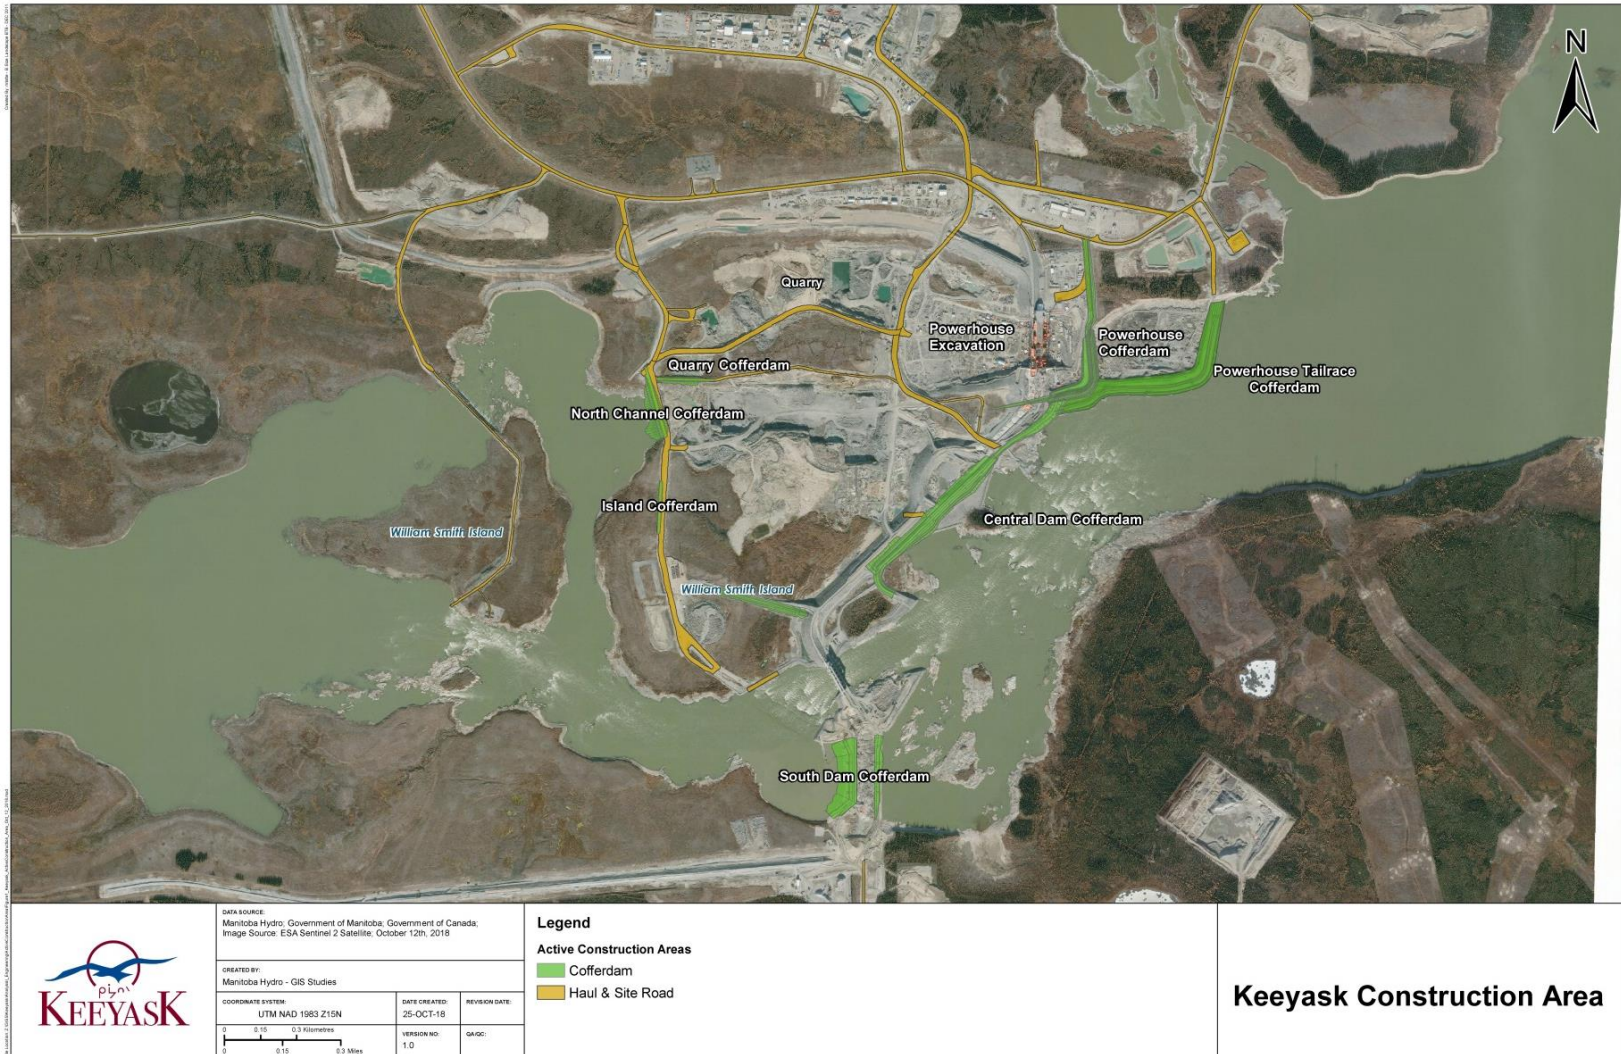 N
Quarry
Powerhouse
Excavation
Powerhouse
Cofferdam
Quarry Cofferdam
Powerhouse Tailrace
Cofferdam
North Channel Cofferdam
Island Cofferdam
Central Dam Cofferdam
William Smith Island
William Smith Island
South Dam Cofferdam
KEEYASK
DATA SOURCE:
Manitoba Hydro; Government of Manitoba; Government of Canada;
Image Source: ESA Sentinel 2 Satellite; October 12th, 2018
CREATED BY:
Manitoba Hydro - GIS Studies
COORDINATE SYSTEM:
UTM NAD 1983 Z15N
DATE CREATED:
25-OCT-18
REVISION DATE:
0 0.15 0.3 Kilometres
0 0.15 0.3 Miles
VERSION NO:
1.0
QA/QC:
Legend
Active Construction Areas
Cofferdam
Haul & Site Road
Keeyask Construction Area